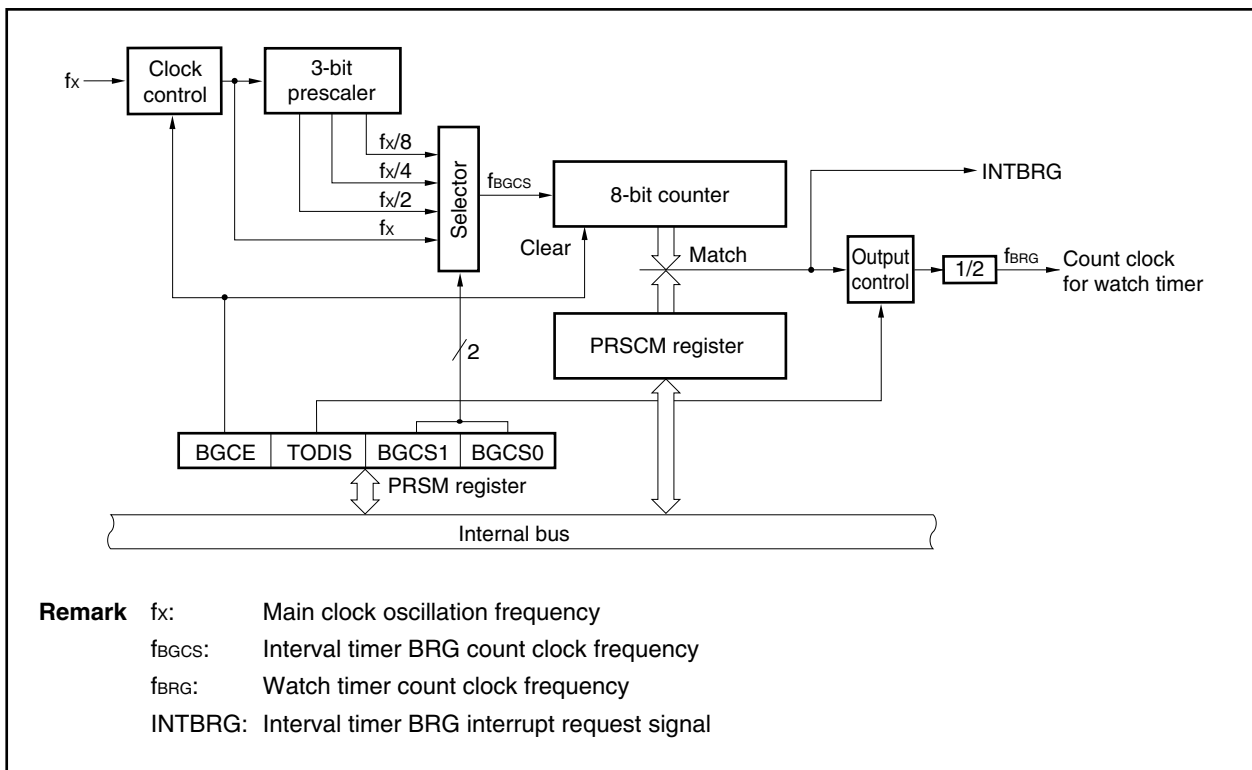 fX
Clock
control
3-bit
prescaler
fX/8
fX/4
fX/2
fX
Selector
fBGCS
8-bit counter
Clear
Match
INTBRG
Output
control
1/2
fBRG
Count clock
for watch timer
PRSCM register
2
BGCE TODIS BGCS1 BGCS0
PRSM register
Internal bus
Remark fX: Main clock oscillation frequency
fBGCS: Interval timer BRG count clock frequency
fBRG: Watch timer count clock frequency
INTBRG: Interval timer BRG interrupt request signal